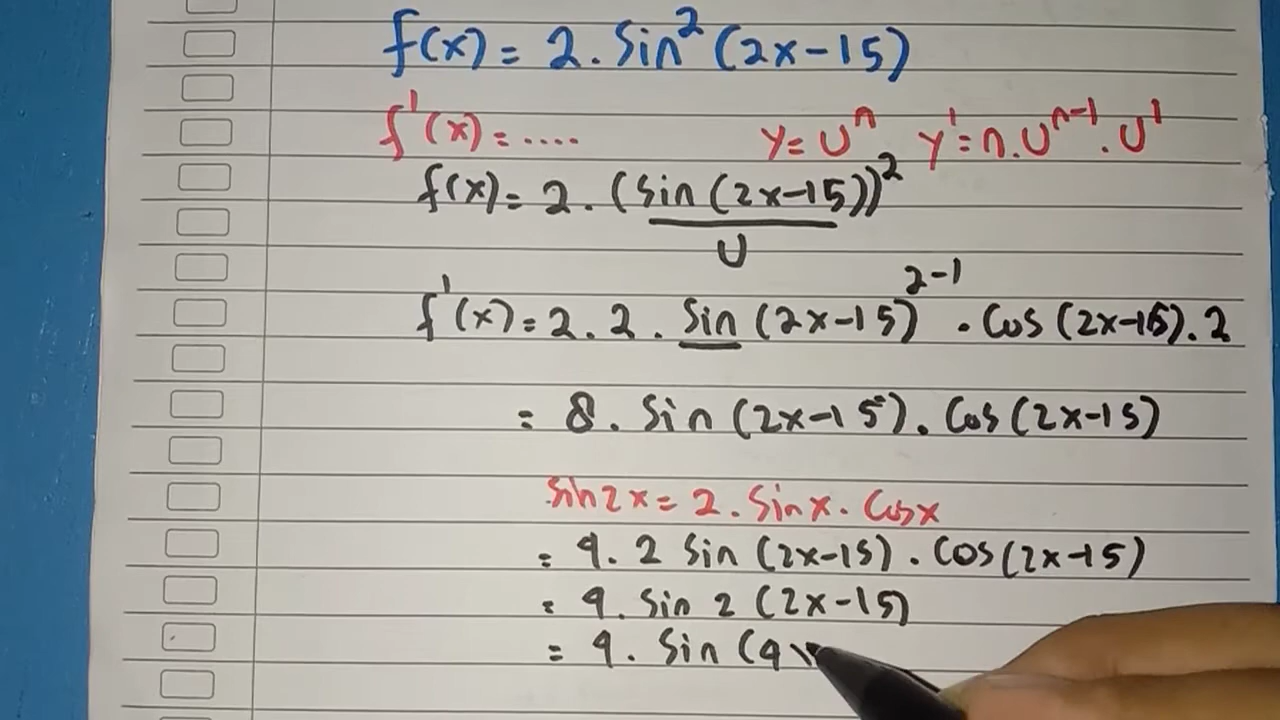 f(x) = 2 . Sin² (2x-15)
f'(x) = .... y = Uⁿ y' = n.Uⁿ⁻¹ . U'
f(x) = 2 . (Sin (2x-15))²
U
f'(x) = 2 . 2 . Sin (2x-15)²⁻¹ . Cos (2x-15) . 2
= 8 . Sin (2x-15) . Cos (2x-15)
Sin 2x = 2 . Sin x . Cos x
= 4 . 2 Sin (2x-15) . Cos (2x-15)
= 4 . Sin 2 (2x-15)
= 4 . Sin (4